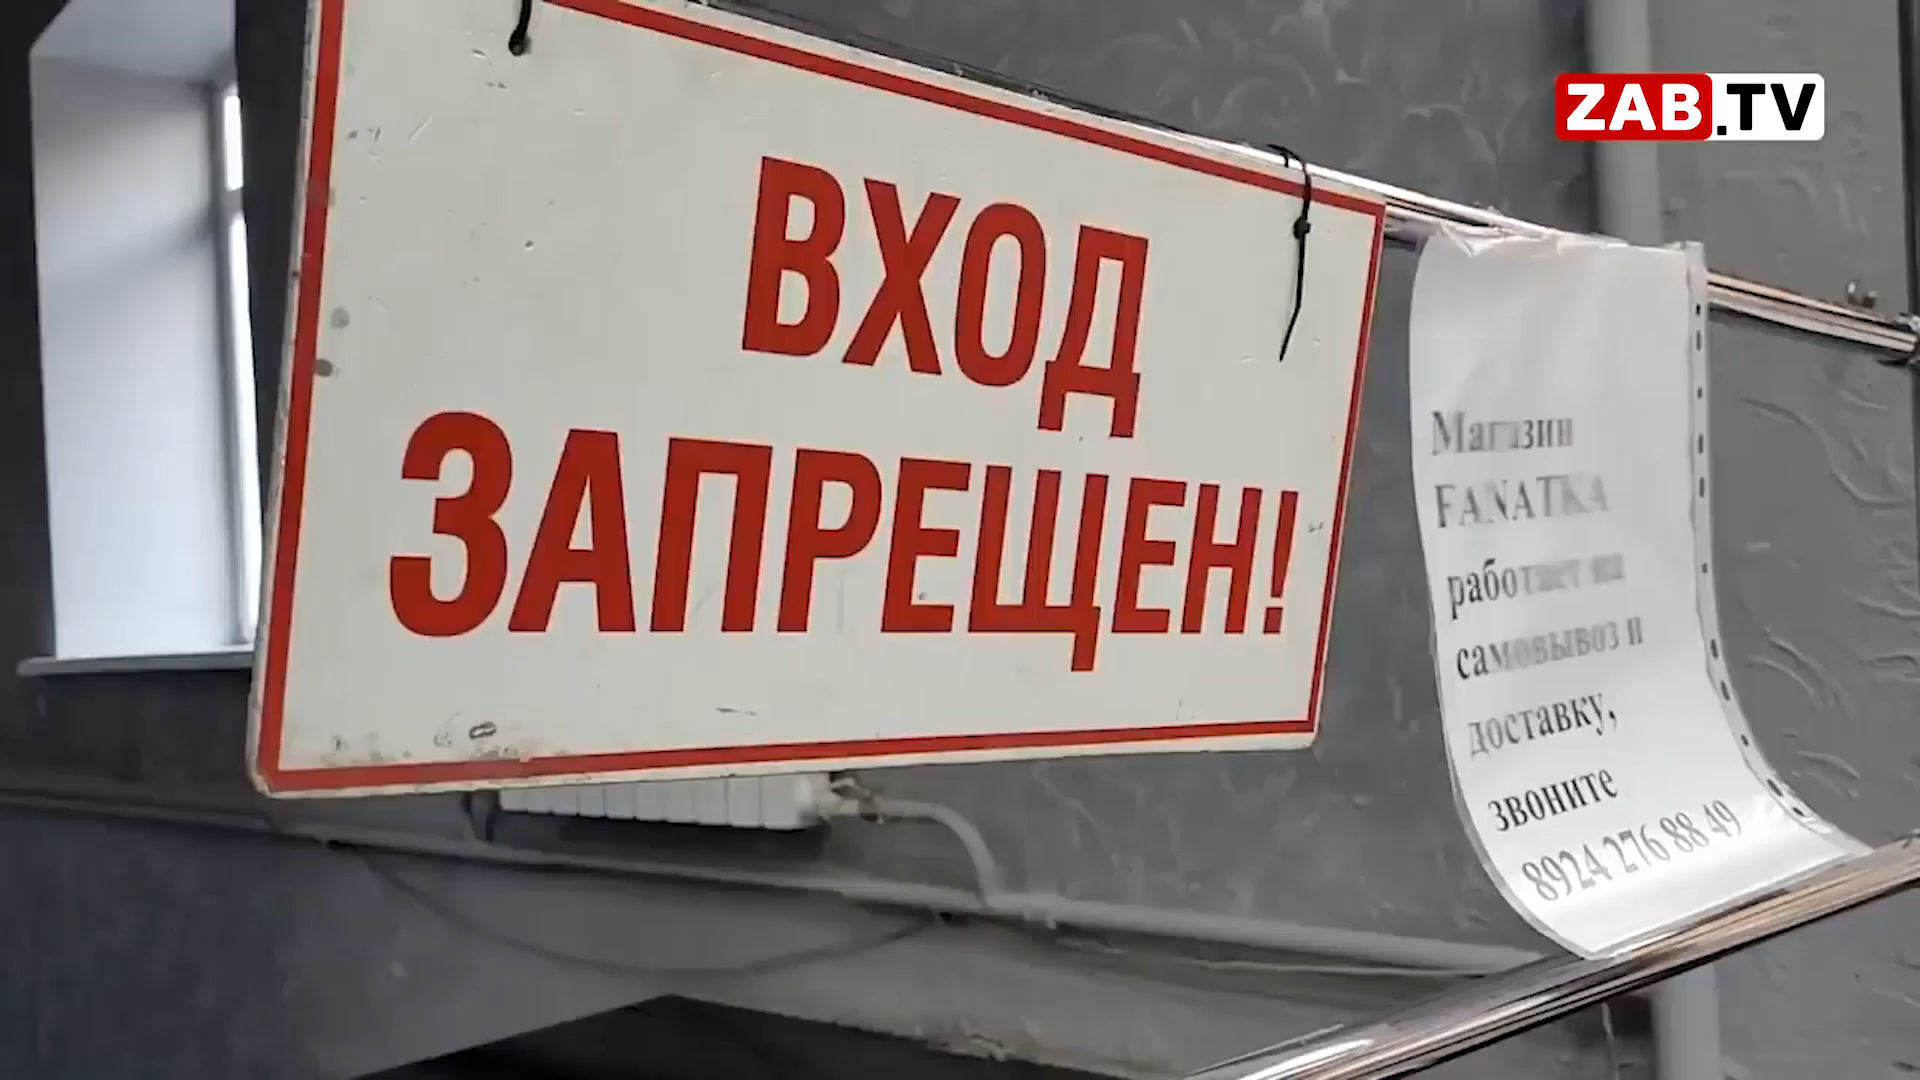 ZAB.TV
ВХОД
ЗАПРЕЩЕН!
Магазин
FANATKA
работает на
самовывоз и
доставку,
звоните
8924 276 88 49